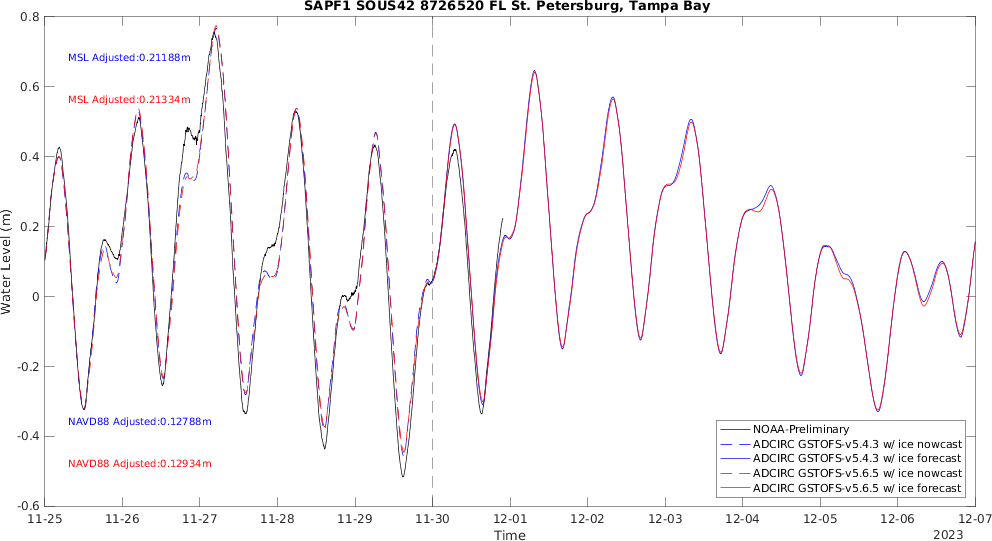 SAPF1 SOUS42 8726520 FL St. Petersburg, Tampa Bay
0.8
MSL Adjusted:0.21188m
0.6
MSL Adjusted:0.21334m
0.4
0.2
Water Level (m)
0
-0.2
NAVD88 Adjusted:0.12788m
-0.4
NOAA-Preliminary
ADCIRC GSTOFS-v5.4.3 w/ ice nowcast
ADCIRC GSTOFS-v5.4.3 w/ ice forecast
NAVD88 Adjusted:0.12934m
ADCIRC GSTOFS-v5.6.5 w/ ice nowcast
ADCIRC GSTOFS-v5.6.5 w/ ice forecast
-0.6
11-25 11-26 11-27 11-28 11-29 11-30 12-01 12-02 12-03 12-04 12-05 12-06 12-07
Time
2023